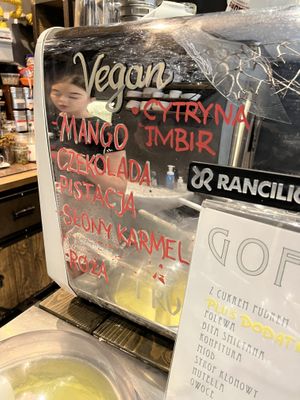 Vegan
- CYTRYNA
IMBIR
- MANGO
- CZEKOLADA
- PISTACJA
- SŁONY KARMEL
- RÓŻA
RANCILIO
GOF
Z CUKREM PUDREM
PLUS DODAT
POLEWA
BITA ŚMIETANA
KONFITURA
MIÓD
SYROP KLONOWY
NUTELLA
OWOCE